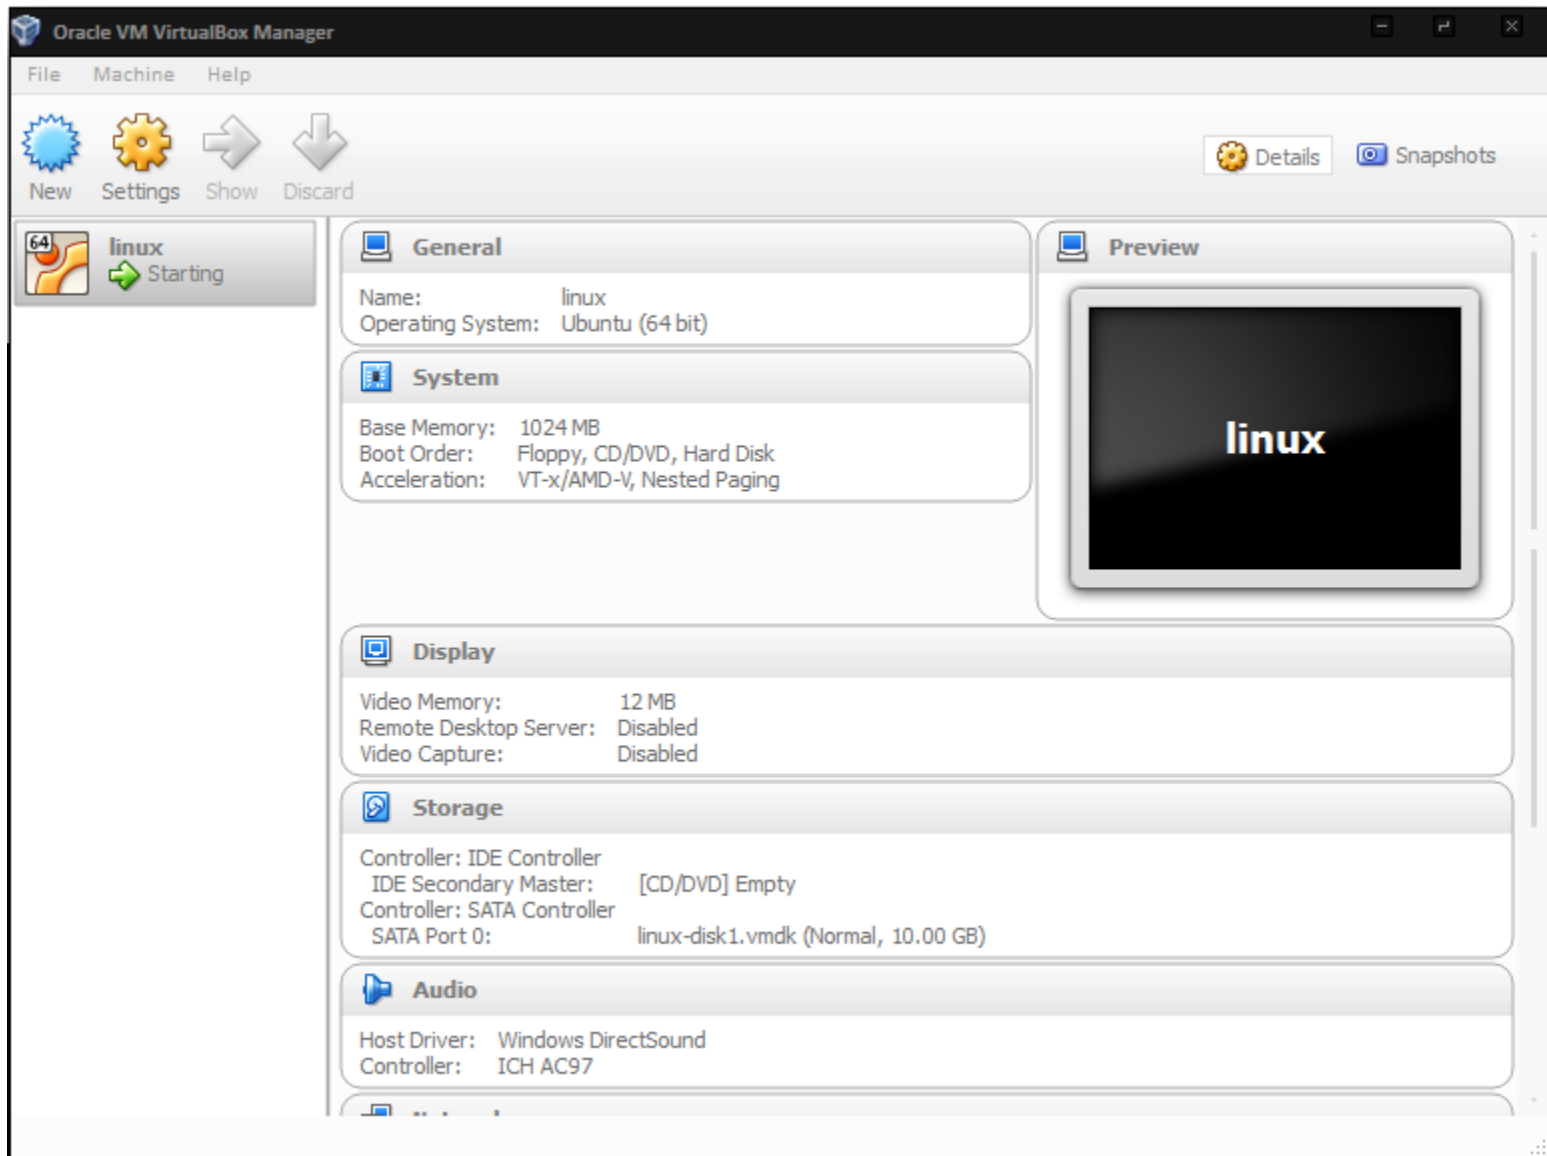 Oracle VM VirtualBox Manager
File Machine Help
New Settings Show Discard
Details Snapshots
64
linux
Starting
General
Name: linux
Operating System: Ubuntu (64 bit)
System
Base Memory: 1024 MB
Boot Order: Floppy, CD/DVD, Hard Disk
Acceleration: VT-x/AMD-V, Nested Paging
Preview
linux
Display
Video Memory: 12 MB
Remote Desktop Server: Disabled
Video Capture: Disabled
Storage
Controller: IDE Controller
IDE Secondary Master: [CD/DVD] Empty
Controller: SATA Controller
SATA Port 0: linux-disk1.vmdk (Normal, 10.00 GB)
Audio
Host Driver: Windows DirectSound
Controller: ICH AC97